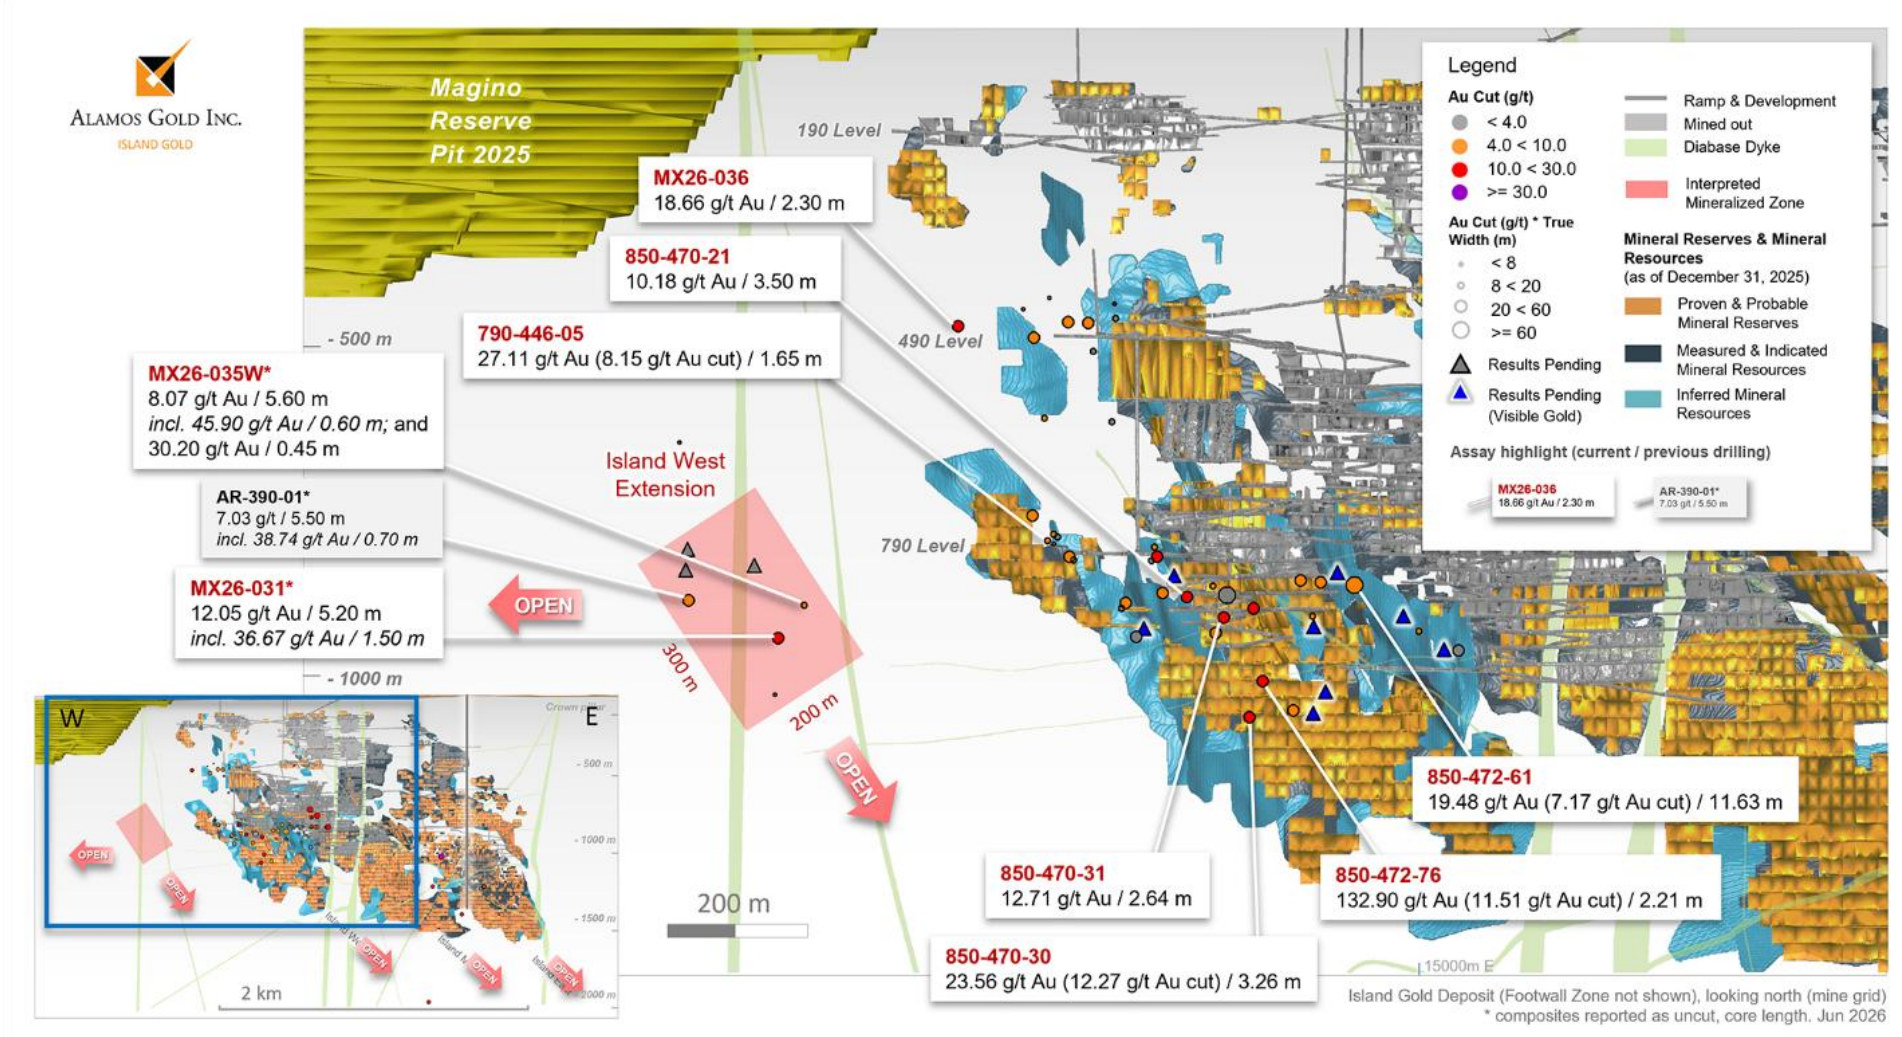 ALAMOS GOLD INC.
ISLAND GOLD
Magino
Reserve
Pit 2025
190 Level
MX26-036
18.66 g/t Au / 2.30 m
850-470-21
10.18 g/t Au / 3.50 m
790-446-05
27.11 g/t Au (8.15 g/t Au cut) / 1.65 m
- 500 m
490 Level
MX26-035W*
8.07 g/t Au / 5.60 m
incl. 45.90 g/t Au / 0.60 m; and
30.20 g/t Au / 0.45 m
Island West
Extension
AR-390-01*
7.03 g/t / 5.50 m
incl. 38.74 g/t Au / 0.70 m
790 Level
MX26-031*
12.05 g/t Au / 5.20 m
incl. 36.67 g/t Au / 1.50 m
OPEN
300 m
200 m
OPEN
- 1000 m
Legend
Au Cut (g/t)
< 4.0
4.0 < 10.0
10.0 < 30.0
>= 30.0
Au Cut (g/t) * True
Width (m)
< 8
8 < 20
20 < 60
>= 60
Results Pending
Results Pending
(Visible Gold)
Ramp & Development
Mined out
Diabase Dyke
Interpreted
Mineralized Zone
Mineral Reserves & Mineral
Resources
(as of December 31, 2025)
Proven & Probable
Mineral Reserves
Measured & Indicated
Mineral Resources
Inferred Mineral
Resources
Assay highlight (current / previous drilling)
MX26-036
18.66 g/t Au / 2.30 m
AR-390-01*
7.03 g/t / 5.50 m
850-472-61
19.48 g/t Au (7.17 g/t Au cut) / 11.63 m
850-470-31
12.71 g/t Au / 2.64 m
850-472-76
132.90 g/t Au (11.51 g/t Au cut) / 2.21 m
850-470-30
23.56 g/t Au (12.27 g/t Au cut) / 3.26 m
200 m
15000m E
W
E
- 500 m
- 1000 m
- 1500 m
2000 m
OPEN
OPEN
Island
OPEN
Island
OPEN
OPEN
2 km
Island Gold Deposit (Footwall Zone not shown), looking north (mine grid)
* composites reported as uncut, core length. Jun 2026